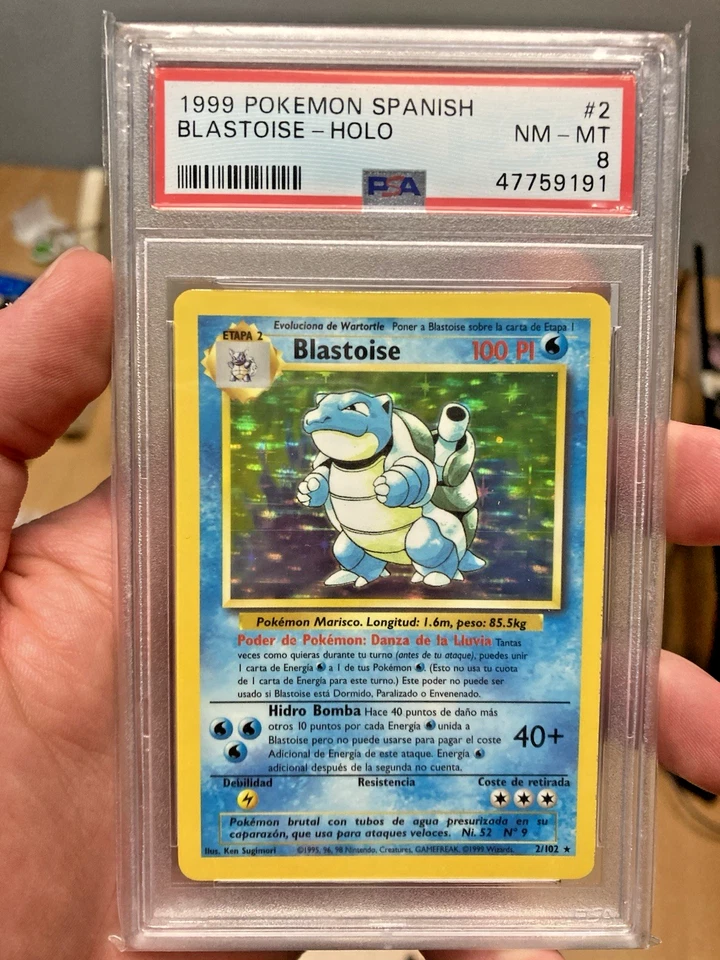 1999 POKEMON SPANISH #2
BLASTOISE – HOLO NM – MT
8
PSA 47759191
Evoluciona de Wartortle Poner a Blastoise sobre la carta de Etapa 1
ETAPA 2
Blastoise 100 PI
Pokémon Marisco. Longitud: 1.6m, peso: 85.5kg
Poder de Pokémon: Danza de la Lluvia Tantas
veces como quieras durante tu turno (antes de tu ataque), puedes unir
1 carta de Energía a 1 de tus Pokémon . (Esto no usa tu cuota
de 1 carta de Energía para este turno.) Este poder no puede ser
usado si Blastoise está Dormido, Paralizado o Envenenado.
Hidro Bomba Hace 40 puntos de daño más
otros 10 puntos por cada Energía unida a
Blastoise pero no puede usarse para pagar el coste
Adicional de Energía de este ataque. Energía
adicional después de la segunda no cuenta.
40+
Debilidad Resistencia Coste de retirada
Pokémon brutal con tubos de agua presurizada en su
caparazón, que usa para ataques veloces. Ni. 52 Nº 9
Ilus. Ken Sugimori ©1995, 96, 98 Nintendo, Creatures, GAMEFREAK. ©1999 Wizards. 2/102 ★
PSA